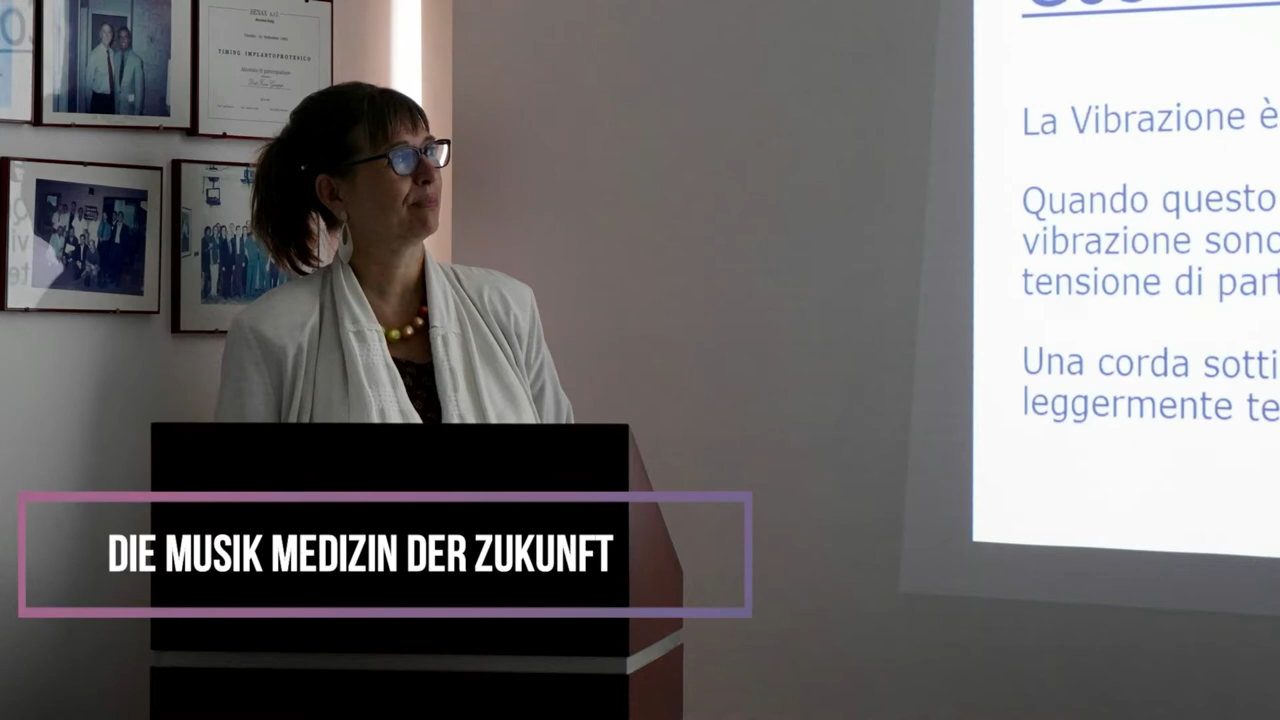 TIMING IMPLANTOPROTESICO
La Vibrazione è
Quando questo
vibrazione sono
tensione di part
Una corda sotti
leggermente te
DIE MUSIK MEDIZIN DER ZUKUNFT